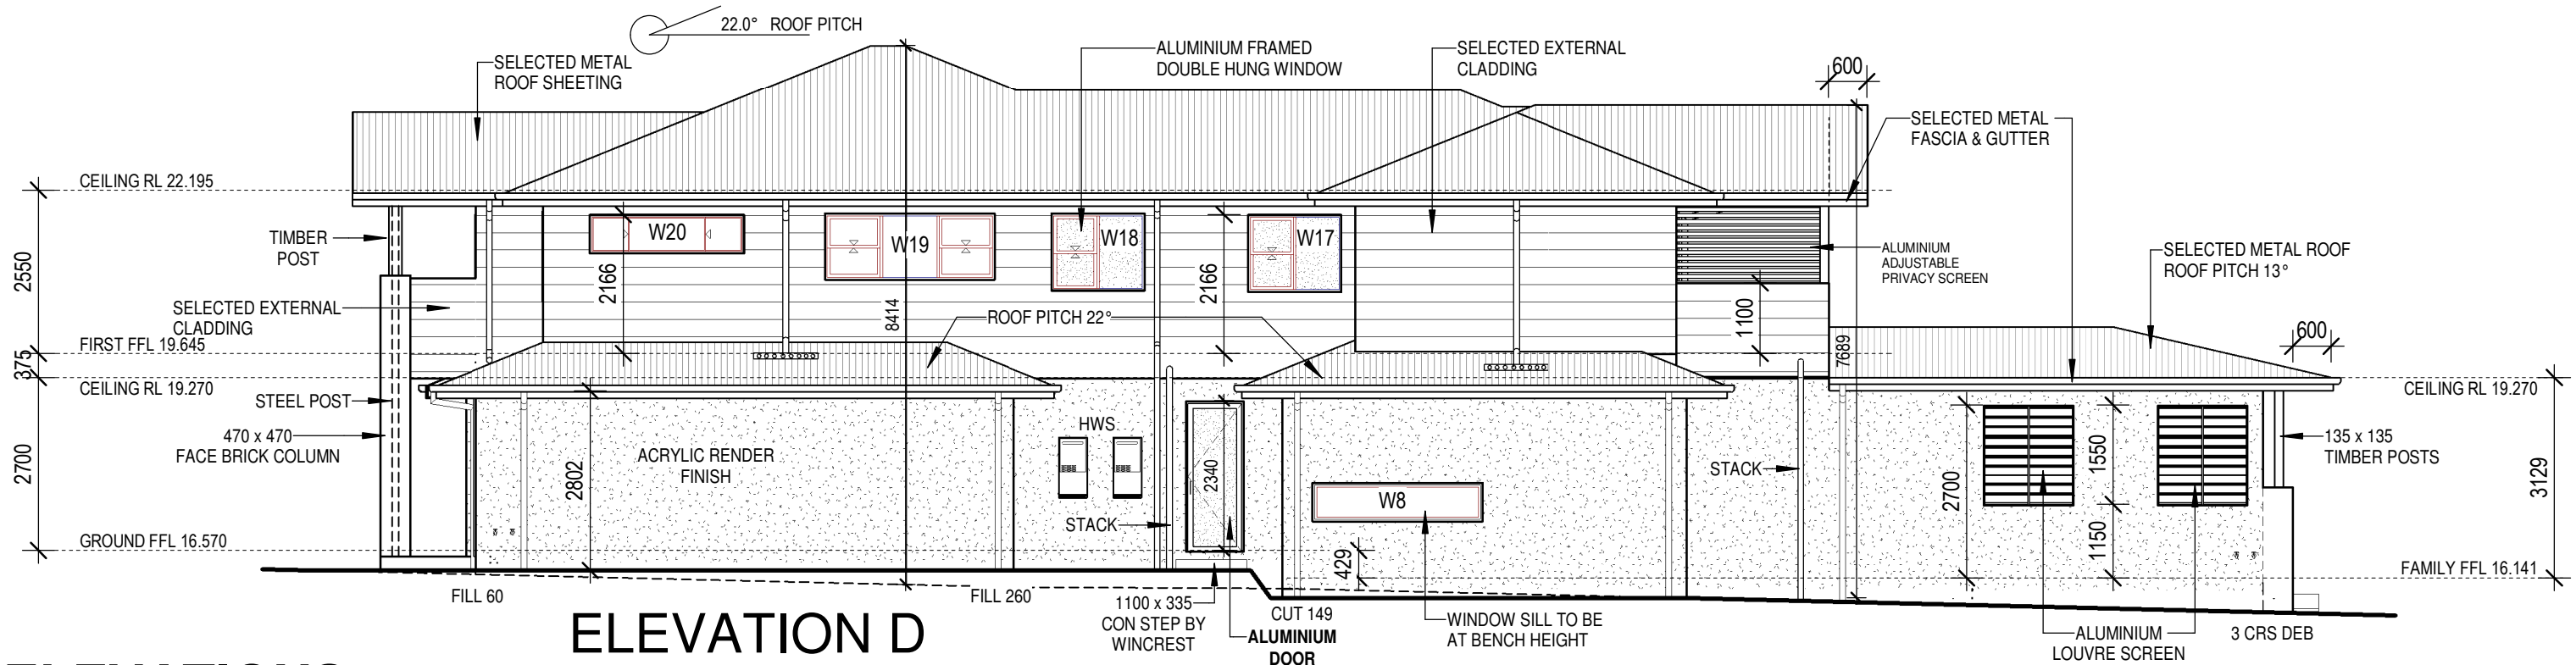 22.0° ROOF PITCH
SELECTED METAL
ROOF SHEETING
ALUMINIUM FRAMED
DOUBLE HUNG WINDOW
SELECTED EXTERNAL
CLADDING
600
SELECTED METAL
FASCIA & GUTTER
CEILING RL 22.195
TIMBER
POST
W20
W19
W18
W17
ALUMINIUM
ADJUSTABLE
PRIVACY SCREEN
SELECTED METAL ROOF
ROOF PITCH 13°
2550
2166
8414
2166
1100
SELECTED EXTERNAL
CLADDING
ROOF PITCH 22°
600
7689
FIRST FFL 19.645
375
CEILING RL 19.270
CEILING RL 19.270
STEEL POST
470 x 470
FACE BRICK COLUMN
2700
ACRYLIC RENDER
FINISH
2802
HWS
2340
STACK
W8
STACK
2700
1550
1150
135 x 135
TIMBER POSTS
3129
GROUND FFL 16.570
429
FAMILY FFL 16.141
FILL 60
FILL 260
1100 x 335
CON STEP BY
WINCREST
CUT 149
ALUMINIUM
DOOR
WINDOW SILL TO BE
AT BENCH HEIGHT
ALUMINIUM
LOUVRE SCREEN
3 CRS DEB
ELEVATION D